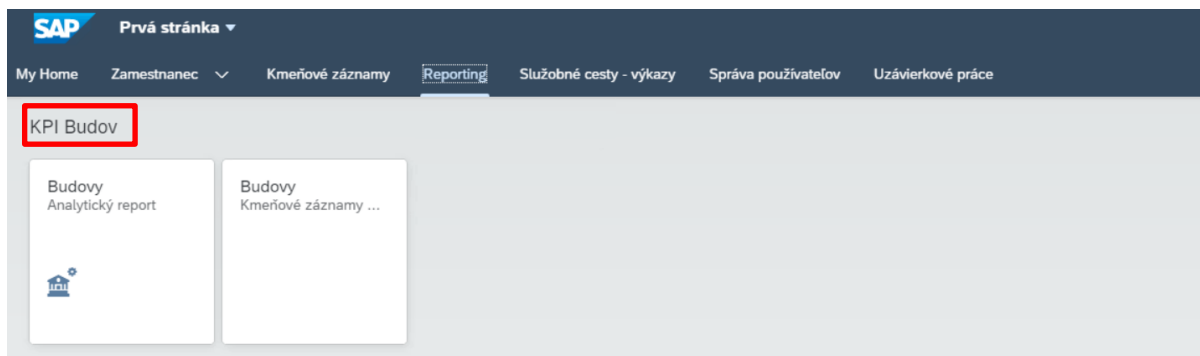 SAP Prvá stránka
My Home Zamestnanec Kmeňové záznamy Reporting Služobné cesty - výkazy Správa používateľov Uzávierkové práce
KPI Budov
Budovy
Analytický report
Budovy
Kmeňové záznamy ...